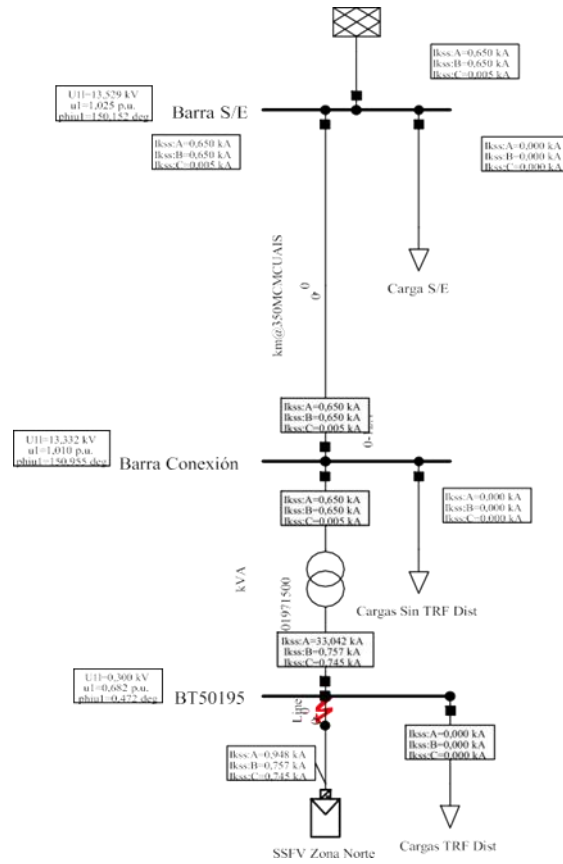 Ikss:A=0,650 kA
Ikss:B=0,650 kA
Ikss:C=0,005 kA
U1l=13,529 kV
u1=1,025 p.u.
phiu1=150,152 deg
Barra S/E
Ikss:A=0,650 kA
Ikss:B=0,650 kA
Ikss:C=0,005 kA
Ikss:A=0,000 kA
Ikss:B=0,000 kA
Ikss:C=0,000 kA
km@350MCMCUAIS
Carga S/E
Ikss:A=0,650 kA
Ikss:B=0,650 kA
Ikss:C=0,005 kA
U1l=13,332 kV
u1=1,010 p.u.
phiu1=150,955 deg
Barra Conexión
Ikss:A=0,650 kA
Ikss:B=0,650 kA
Ikss:C=0,005 kA
Ikss:A=0,000 kA
Ikss:B=0,000 kA
Ikss:C=0,000 kA
kVA
01971500
Cargas Sin TRF Dist
Ikss:A=33,042 kA
Ikss:B=0,757 kA
Ikss:C=0,745 kA
U1l=0,300 kV
u1=0,682 p.u.
phiu1=0,472 deg
BT50195
Line
Ikss:A=0,000 kA
Ikss:B=0,000 kA
Ikss:C=0,000 kA
Ikss:A=0,948 kA
Ikss:B=0,757 kA
Ikss:C=0,745 kA
SSFV Zona Norte
Cargas TRF Dist